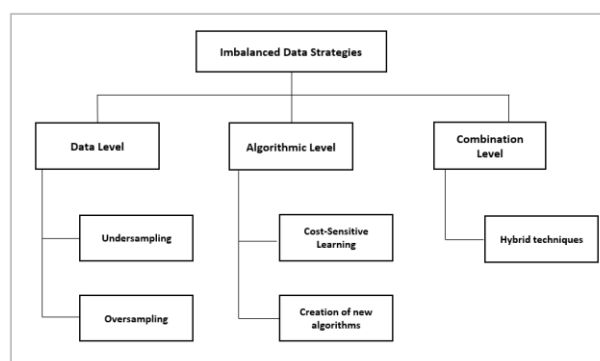 Imbalanced Data Strategies
Data Level
Algorithmic Level
Combination
Level
Undersampling
Cost-Sensitive
Learning
Hybrid techniques
Oversampling
Creation of new
algorithms